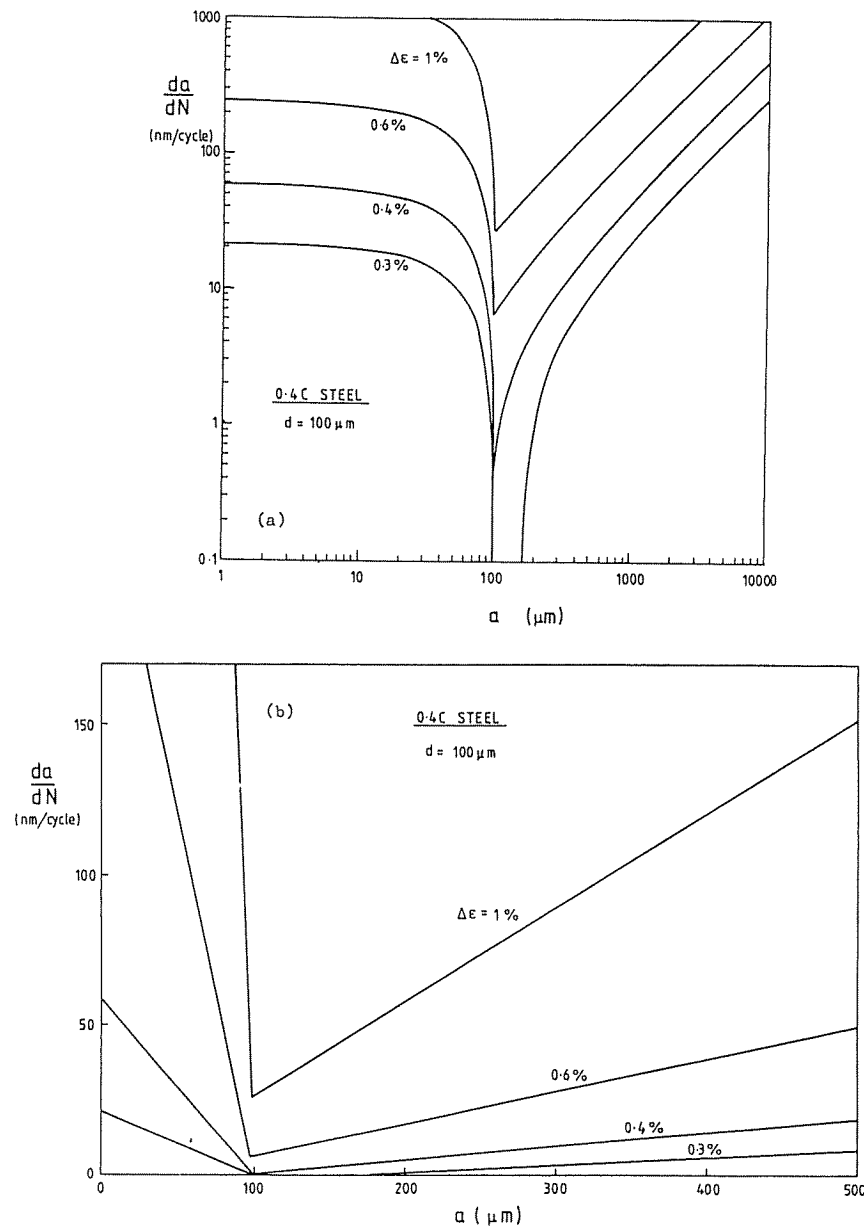 1000
Δε = 1%
da
dN
(nm/cycle)
0·6%
100
0·4%
0·3%
10
0·4C STEEL
d = 100 μm
1
(a)
0·1
1
10
100
1000
10000
a (μm)
(b)
0·4C STEEL
d = 100 μm
150
da
dN
(nm/cycle)
100
Δε = 1%
50
0·6%
0·4%
0·3%
0
0
100
200
300
400
500
a (μm)